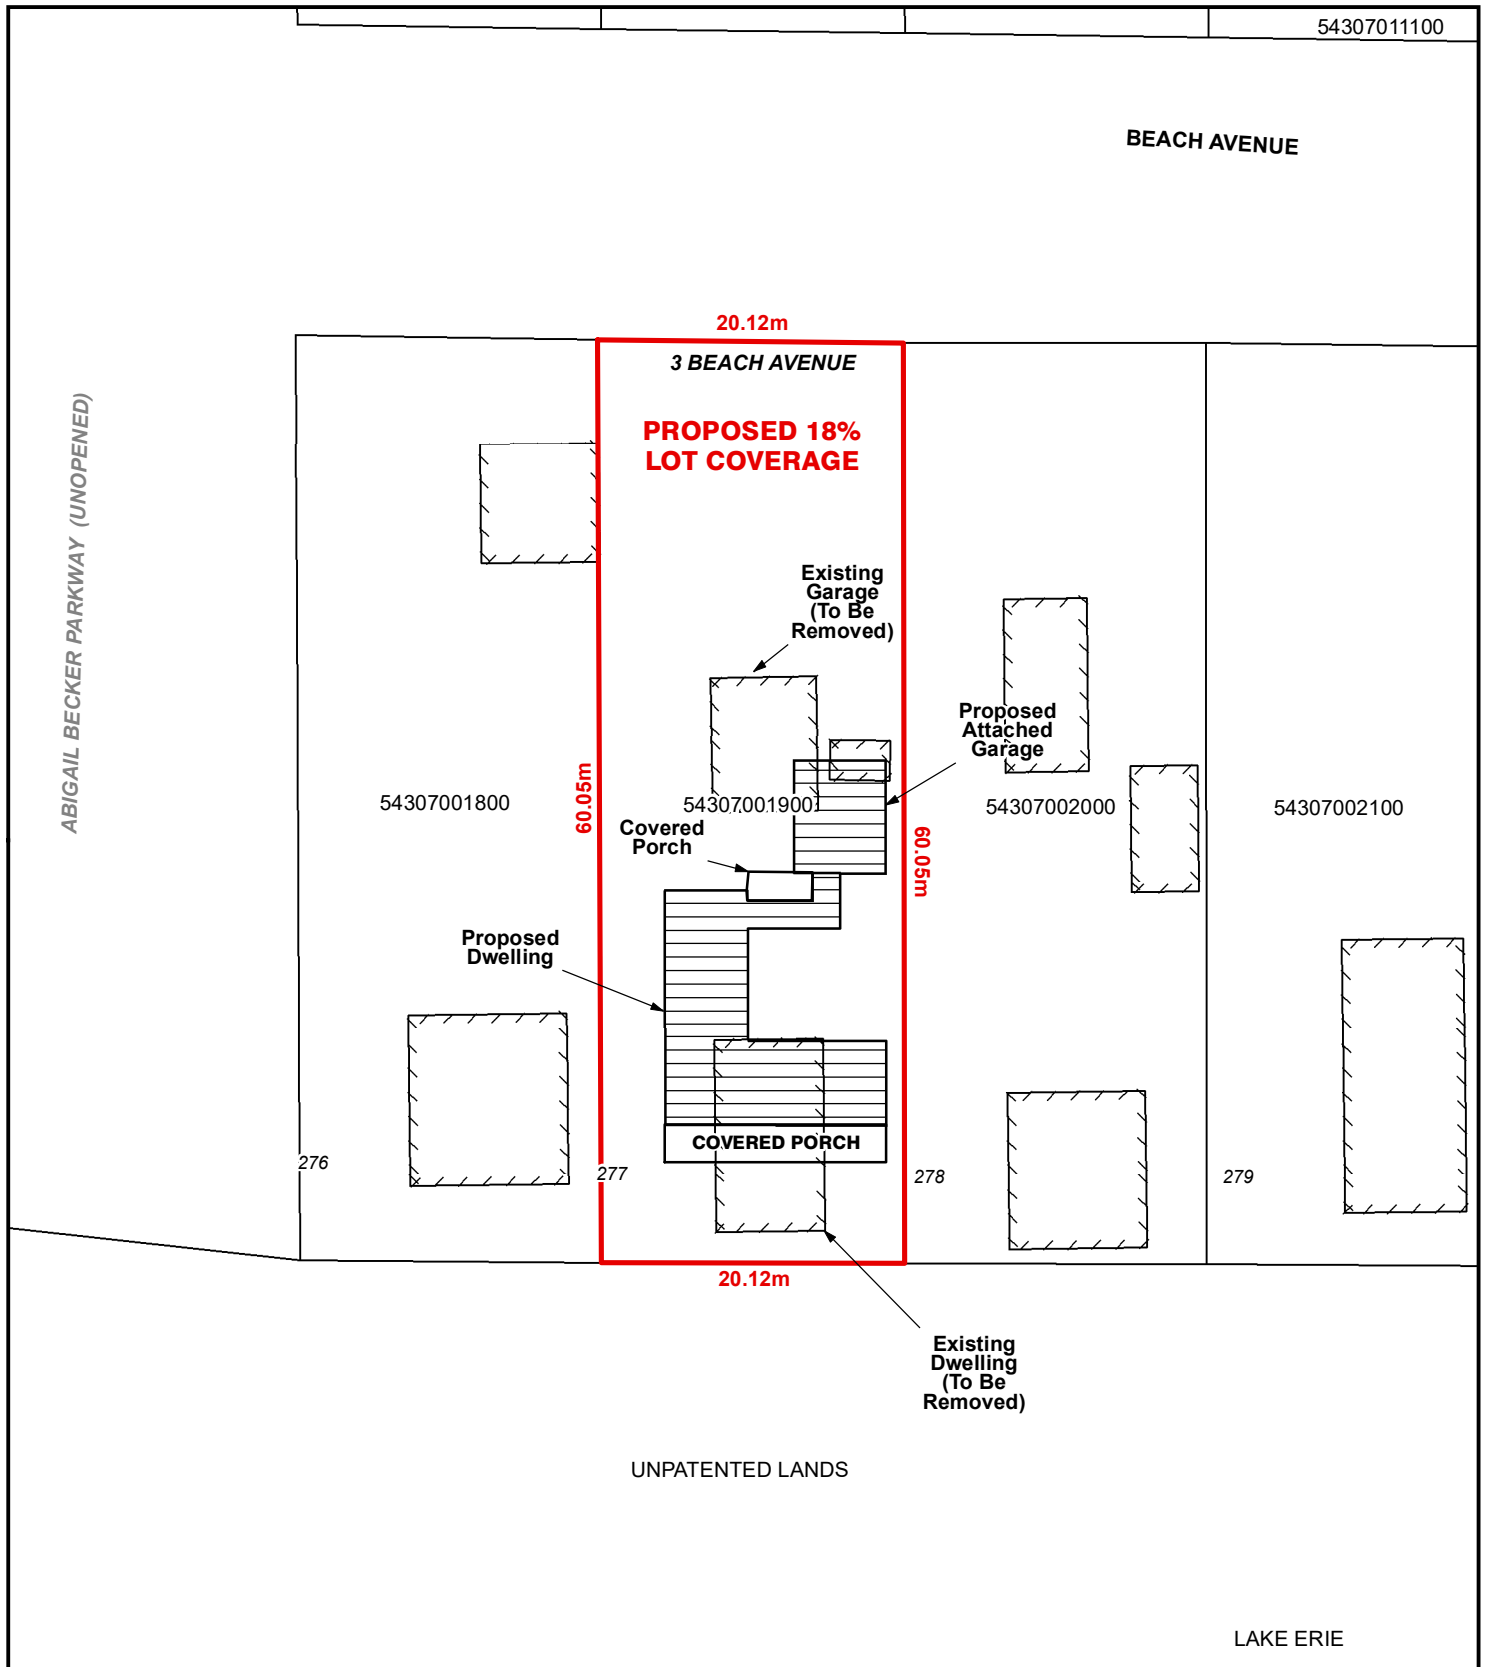 54307011100
BEACH AVENUE
20.12m
3 BEACH AVENUE
PROPOSED 18%
LOT COVERAGE
ABIGAIL BECKER PARKWAY (UNOPENED)
Existing
Garage
(To Be
Removed)
Proposed
Attached
Garage
60.05m
54307001800
54307001900
54307002000
54307002100
Covered
Porch
60.05m
Proposed
Dwelling
COVERED PORCH
276
277
278
279
20.12m
Existing
Dwelling
(To Be
Removed)
UNPATENTED LANDS
LAKE ERIE